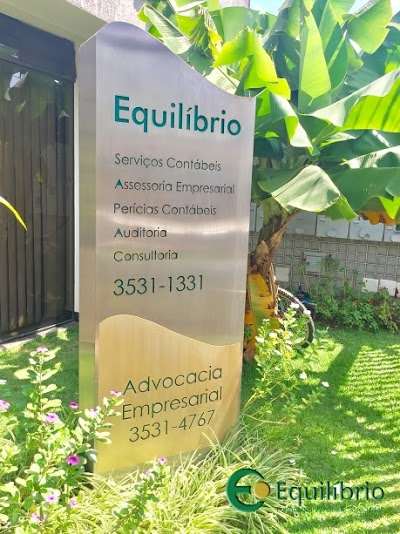 Equilíbrio
Serviços Contábeis
Assessoria Empresarial
Perícias Contábeis
Auditoria
Consultoria
3531-1331
Advocacia
Empresarial
3531-4767
Equilíbrio